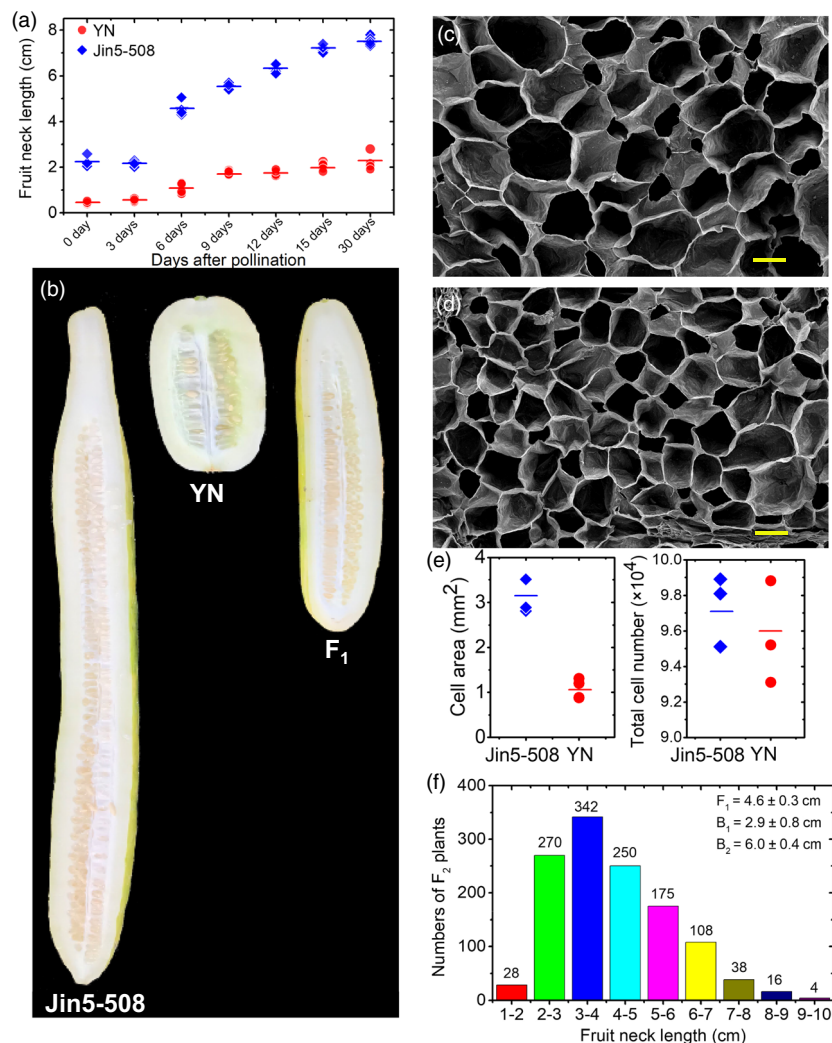 (a)
YN
Jin5-508
Fruit neck length (cm)
8
6
4
2
0
0 day
3 days
6 days
9 days
12 days
15 days
30 days
Days after pollination
(b)
YN
F1
Jin5-508
(c)
(d)
(e)
Cell area (mm2)
4
3
2
1
0
Jin5-508 YN
Total cell number (×104)
10.0
9.8
9.6
9.4
9.2
9.0
Jin5-508 YN
(f)
Numbers of F2 plants
400
300
200
100
0
F1 = 4.6 ± 0.3 cm
B1 = 2.9 ± 0.8 cm
B2 = 6.0 ± 0.4 cm
28
270
342
250
175
108
38
16
4
1-2 2-3 3-4 4-5 5-6 6-7 7-8 8-9 9-10
Fruit neck length (cm)